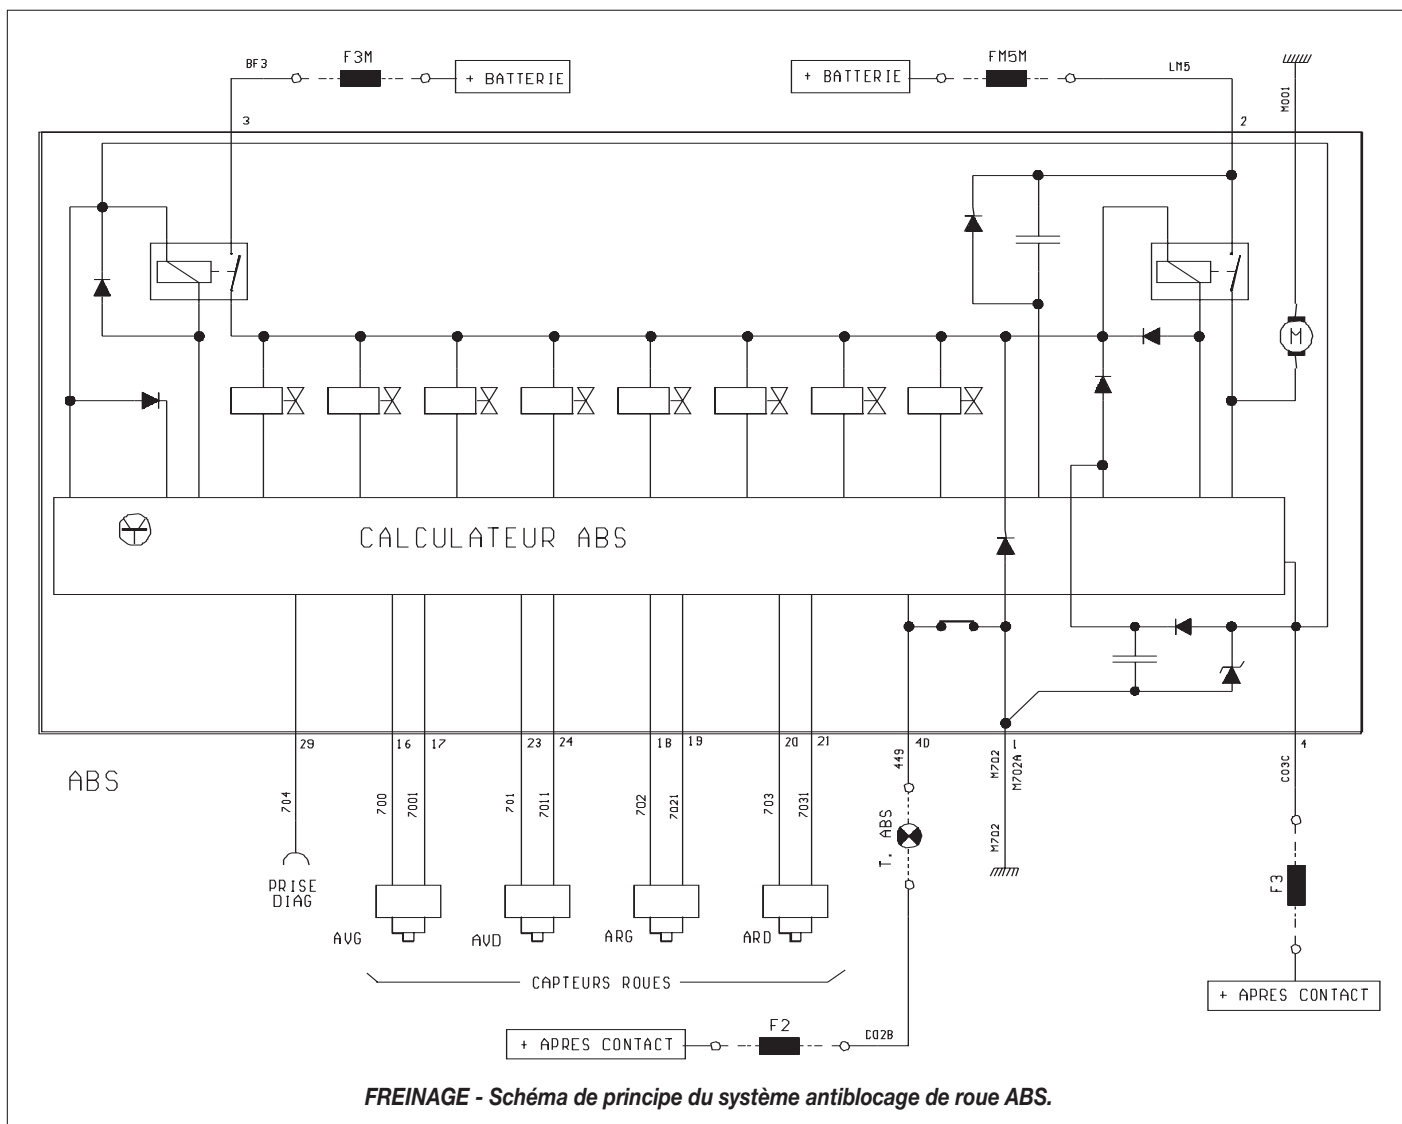 F3M
FM5M
BF3
+ BATTERIE
+ BATTERIE
LM5
M001
3
2
M
CALCULATEUR ABS
29
16
17
23
24
18
19
20
21
4D
1
4
ABS
704
700
7001
701
7011
702
7021
703
7031
449
M702
M702A
C03C
T. ABS
M702
F3
PRISE
DIAG
AVG
AVD
ARG
ARD
CAPTEURS ROUES
+ APRES CONTACT
F2
C02B
+ APRES CONTACT
FREINAGE - Schéma de principe du système antiblocage de roue ABS.